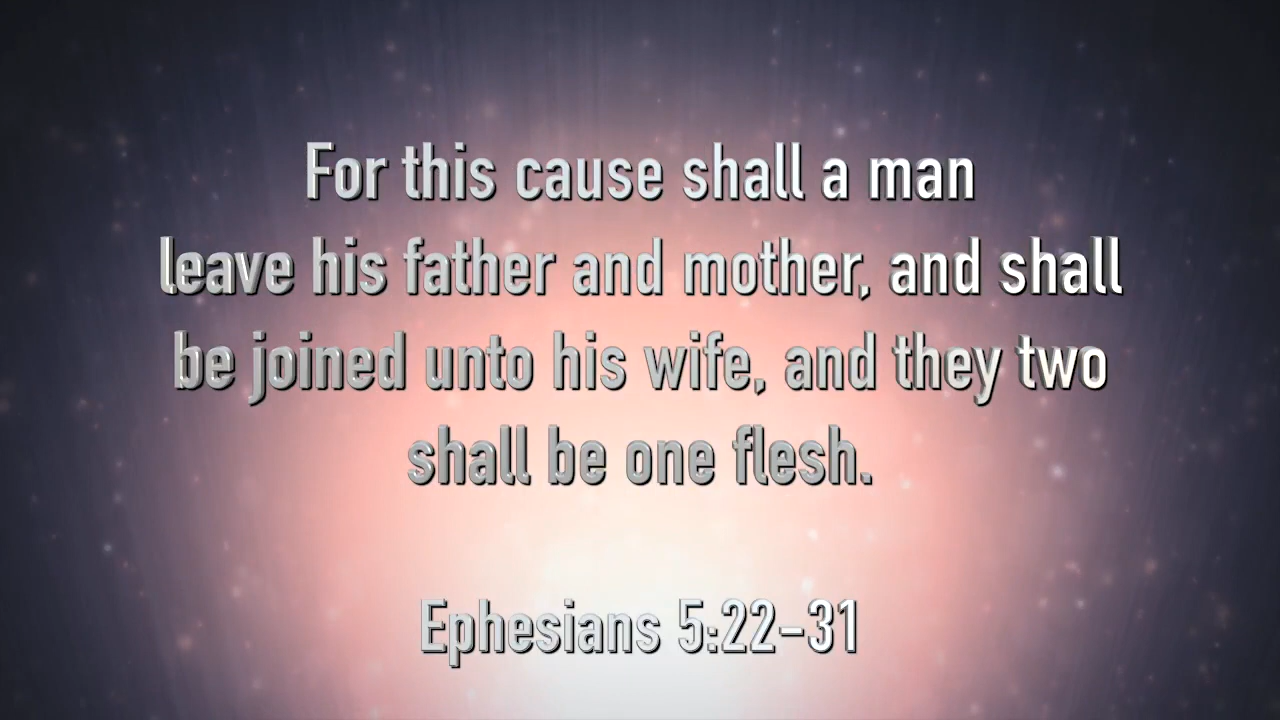 For this cause shall a man
leave his father and mother, and shall
be joined unto his wife, and they two
shall be one flesh.
Ephesians 5:22–31